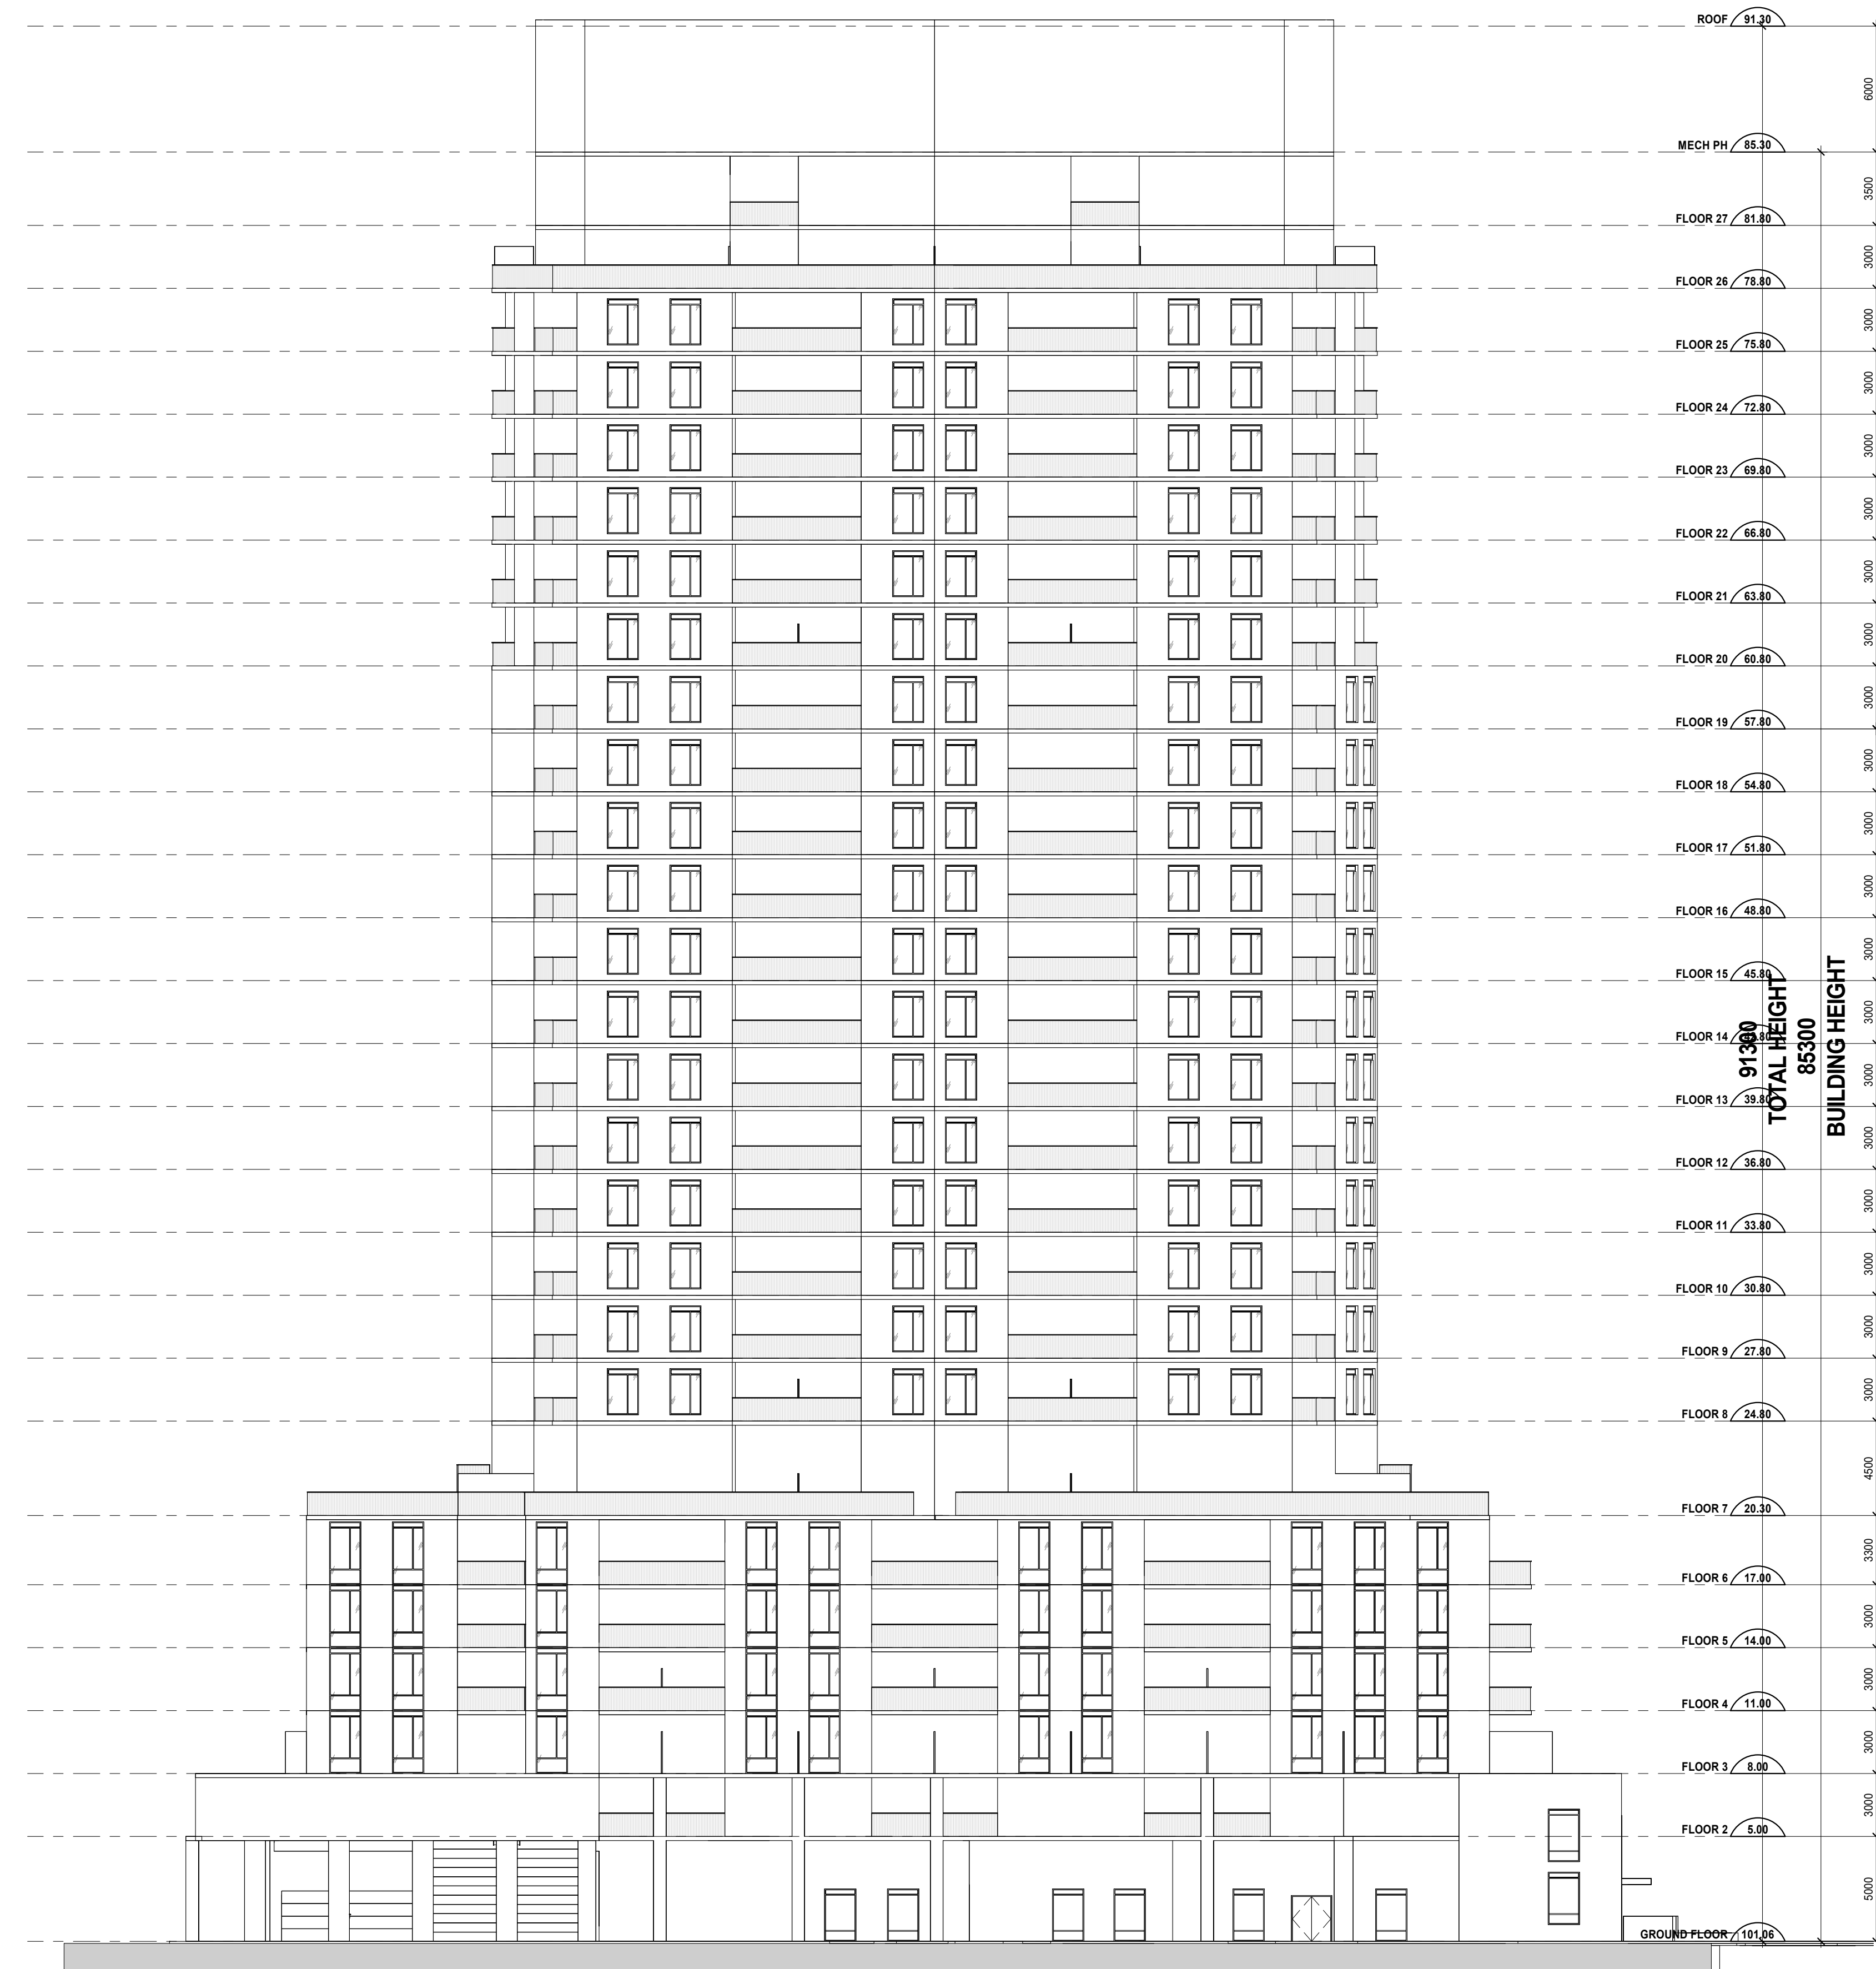 ROOF 91.30
6000
MECH PH 85.30
3500
FLOOR 27 81.80
3000
FLOOR 26 78.80
3000
FLOOR 25 75.80
3000
FLOOR 24 72.80
3000
FLOOR 23 69.80
3000
FLOOR 22 66.80
3000
FLOOR 21 63.80
3000
FLOOR 20 60.80
3000
FLOOR 19 57.80
3000
FLOOR 18 54.80
3000
FLOOR 17 51.80
3000
FLOOR 16 48.80
3000
FLOOR 15 45.80
3000
FLOOR 14
91300
TOTAL HEIGHT
85300
BUILDING HEIGHT
3000
FLOOR 13 39.80
3000
FLOOR 12 36.80
3000
FLOOR 11 33.80
3000
FLOOR 10 30.80
3000
FLOOR 9 27.80
3000
FLOOR 8 24.80
4500
FLOOR 7 20.30
3300
FLOOR 6 17.00
3000
FLOOR 5 14.00
3000
FLOOR 4 11.00
3000
FLOOR 3 8.00
3000
FLOOR 2 5.00
5000
GROUND FLOOR 101.06